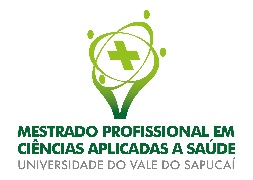 MESTRADO PROFISSIONAL EM
CIÊNCIAS APLICADAS A SAÚDE
UNIVERSIDADE DO VALE DO SAPUCAÍ